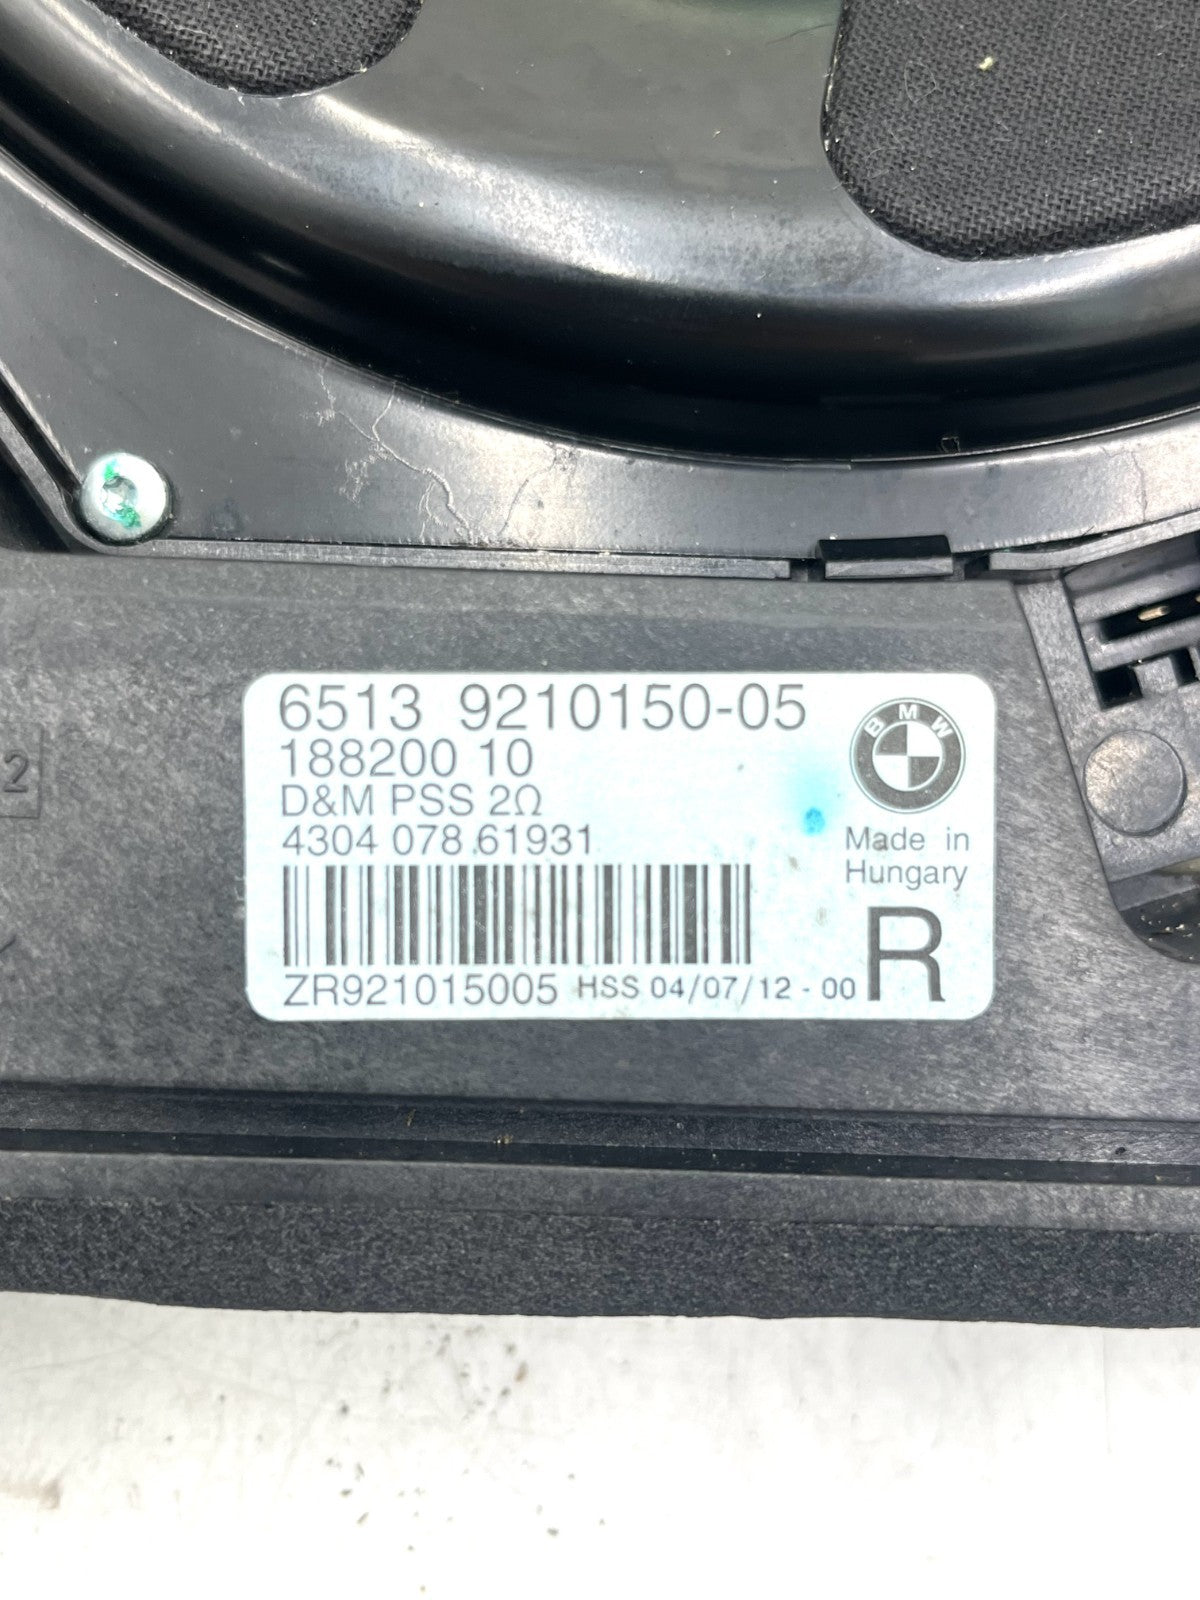 6513 9210150-05
188200 10
D&M PSS 2Ω
4304 078.61931
ZR921015005 HSS 04/07/12 - 00
BMW
Made in
Hungary
R
2